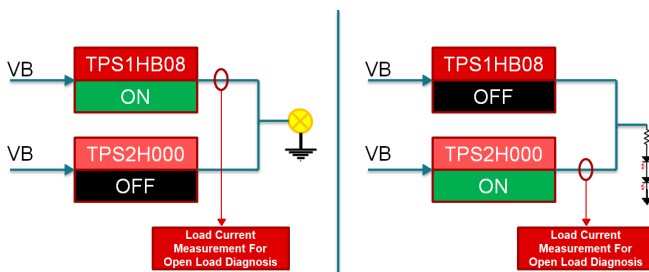 VB
TPS1HB08
ON
VB
TPS2H000
OFF
Load Current
Measurement For
Open Load Diagnosis
VB
TPS1HB08
OFF
VB
TPS2H000
ON
Load Current
Measurement For
Open Load Diagnosis